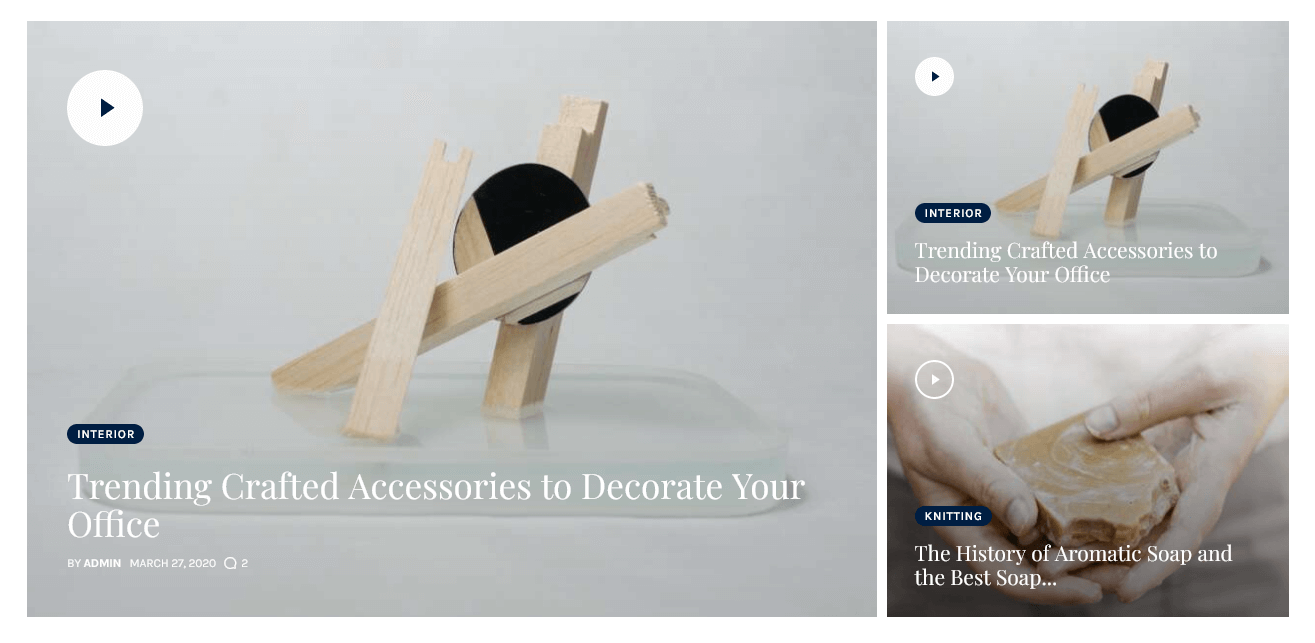 INTERIOR
Trending Crafted Accessories to Decorate Your
Office
BY ADMIN MARCH 27, 2020 2
INTERIOR
Trending Crafted Accessories to
Decorate Your Office
KNITTING
The History of Aromatic Soap and
the Best Soap...